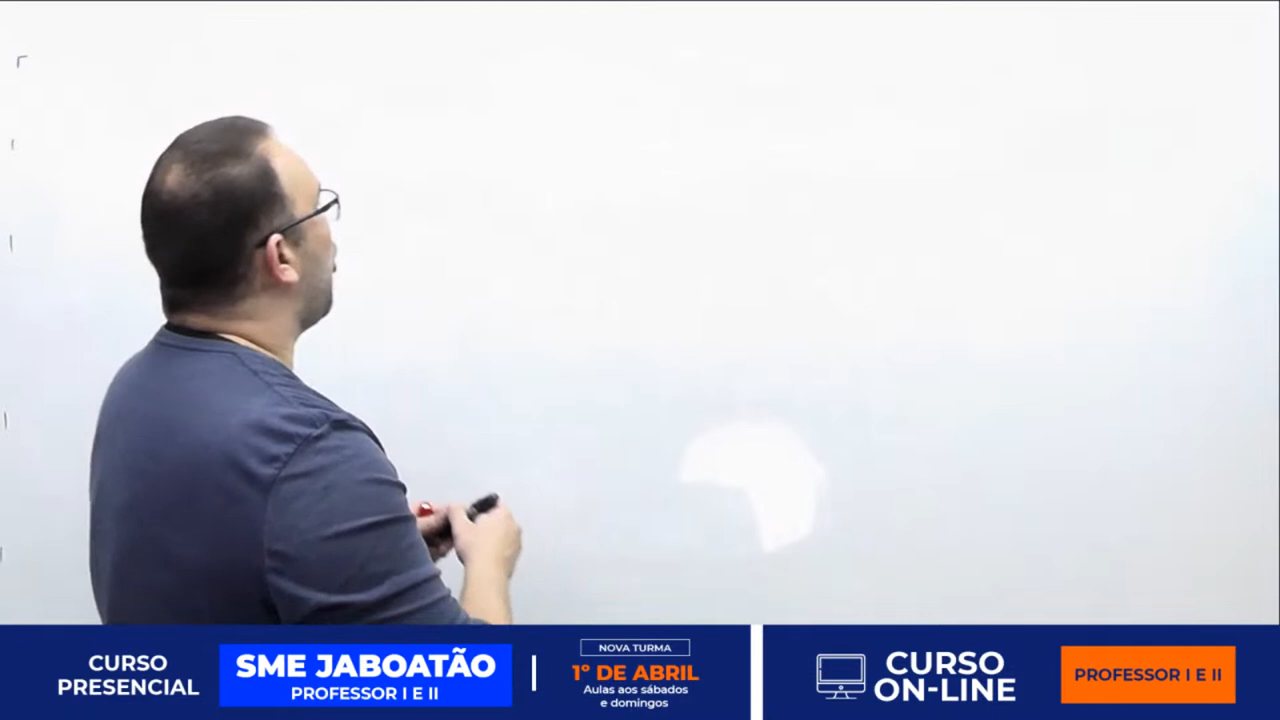 CURSO
PRESENCIAL
SME JABOATÃO
PROFESSOR I E II
NOVA TURMA
1º DE ABRIL
Aulas aos sábados
e domingos
CURSO
ON-LINE
PROFESSOR I E II